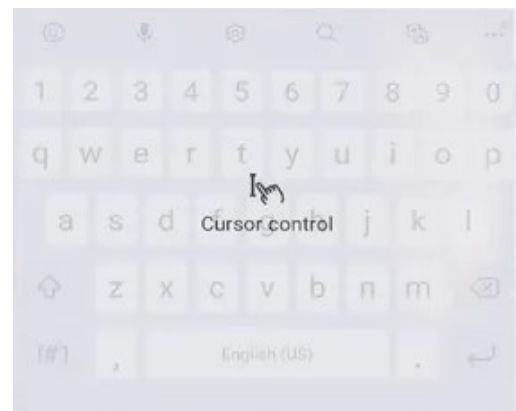 1 2 3 4 5 6 7 8 9 0
q w e r t y u i o p
Cursor control
a s d f g h j k l
z x c v b n m
!#1 , English (US) .